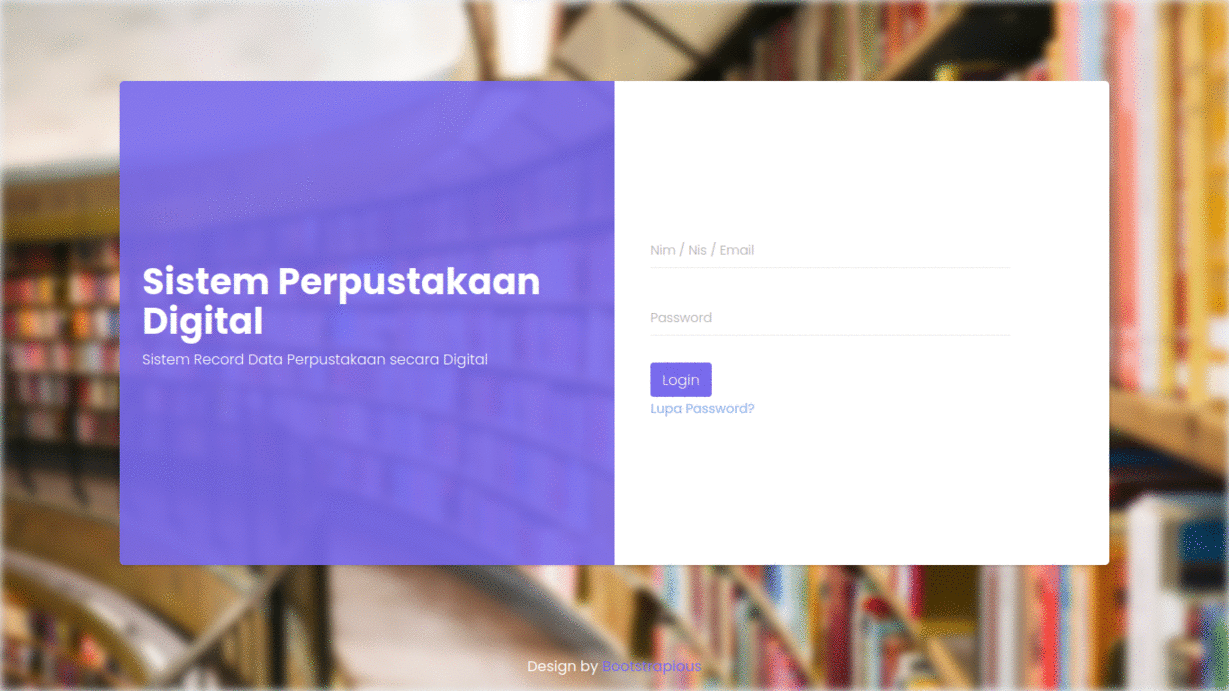 Sistem Perpustakaan
Digital
Sistem Record Data Perpustakaan secara Digital
Nim / Nis / Email
Password
Login
Lupa Password?
Design by Bootstrapious